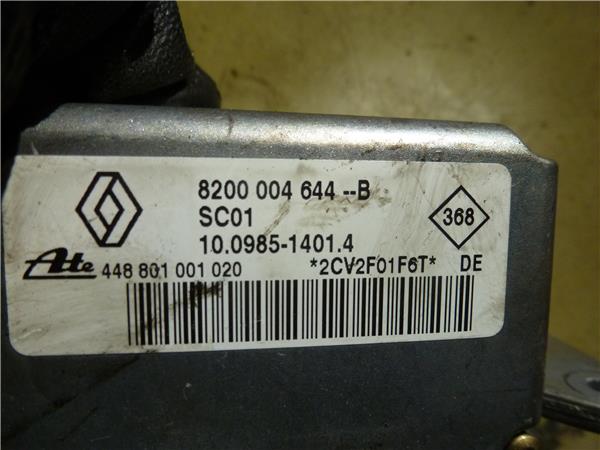 8200 004 644 --B
SC01
368
10.0985-1401.4
Ate 448 801 001 020 *2CV2F01F6T* DE